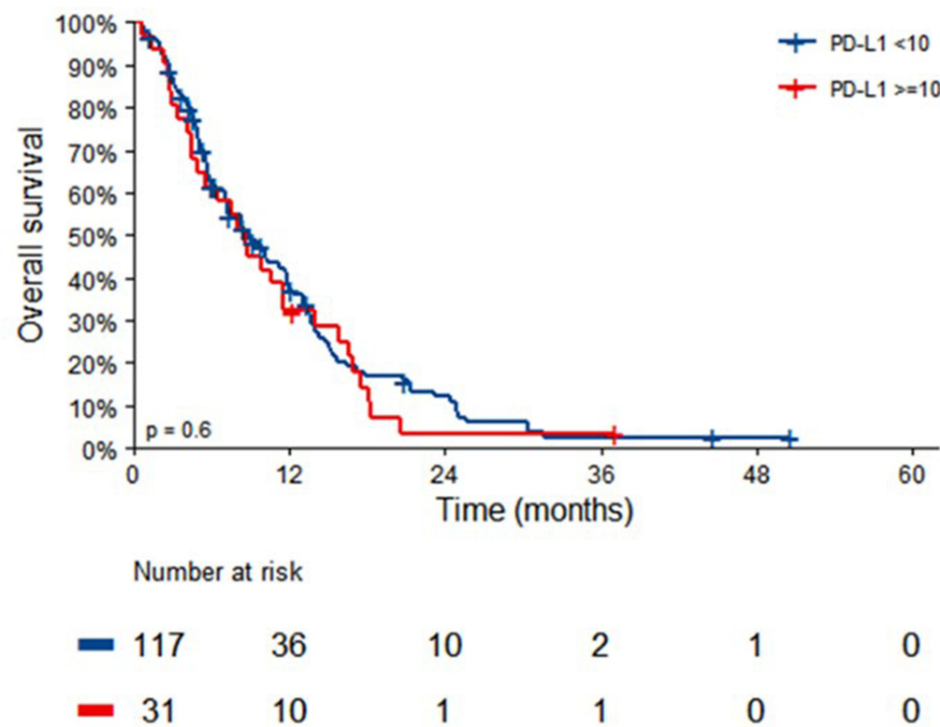 100%
90%
80%
70%
60%
50%
40%
30%
20%
10%
0%
Overall survival
PD-L1 <10
PD-L1 >=10
p = 0.6
0 12 24 36 48 60
Time (months)
Number at risk
117 36 10 2 1 0
31 10 1 1 0 0